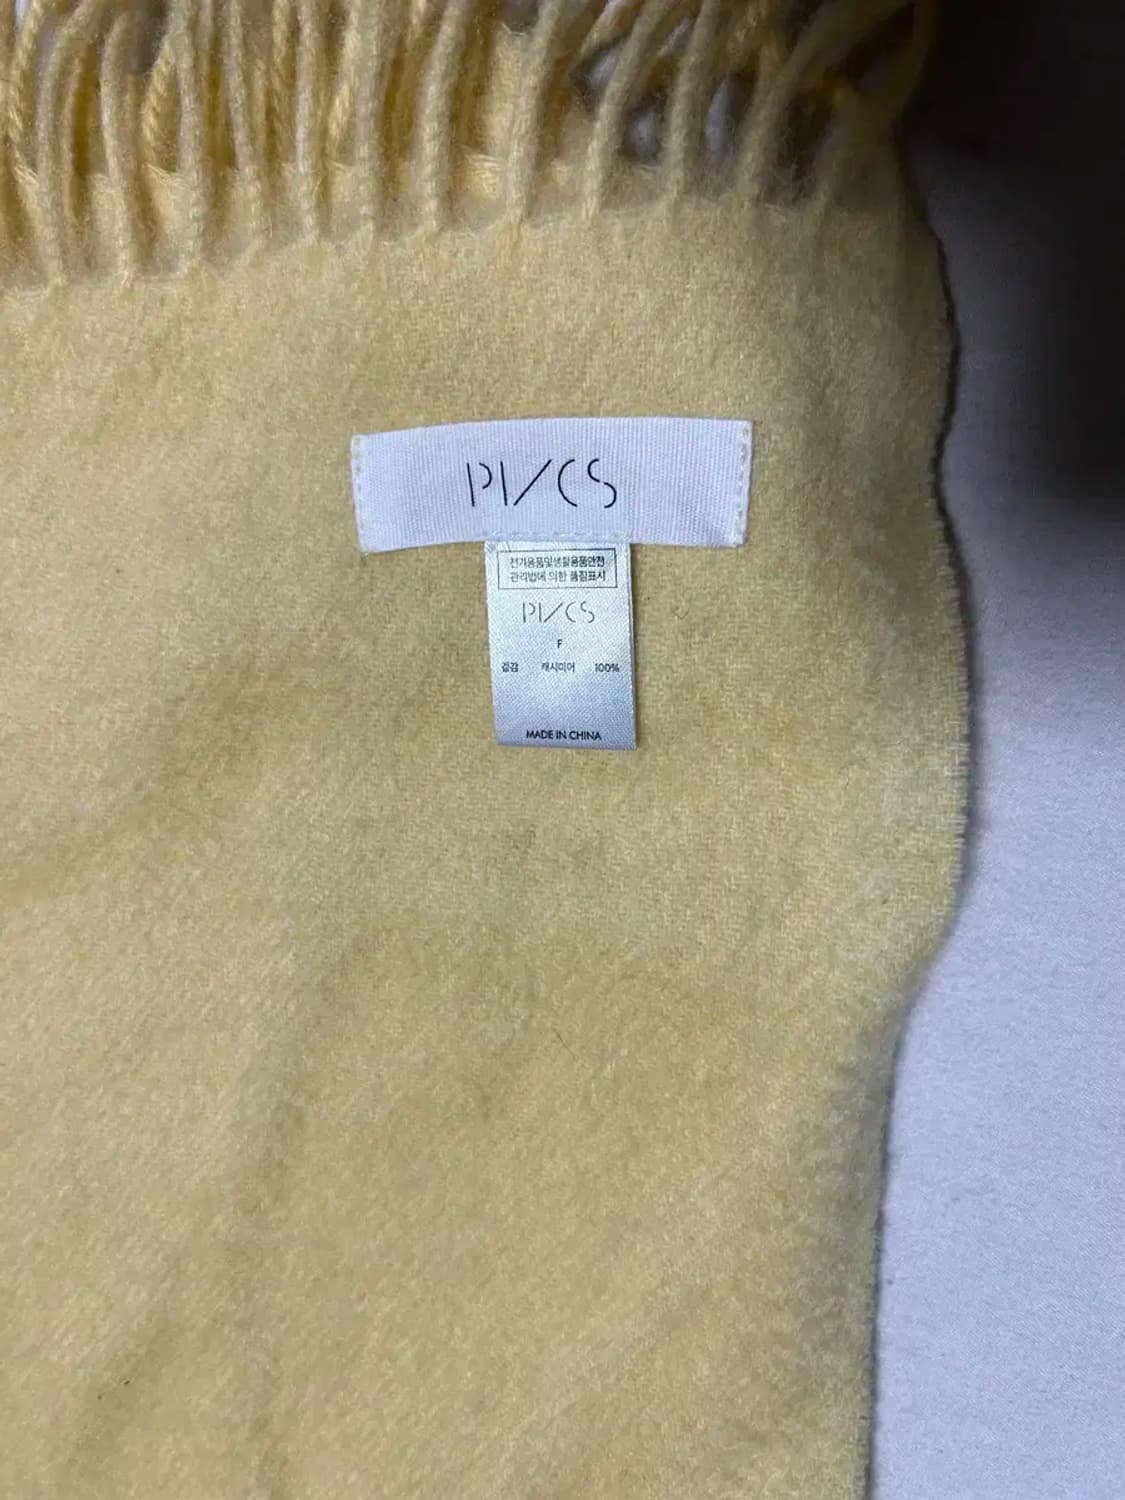 PI/CS
전기용품및생활용품안전
관리법에 의한 품질표시
PI/CS
F
겉감 캐시미어 100%
MADE IN CHINA